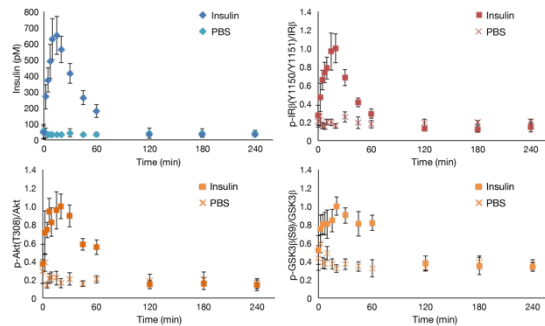 800
700
600
500
400
300
200
100
0
Insulin (pM)
Insulin
PBS
0 60 120 180 240
Time (min)
1.4
1.2
1.0
0.8
0.6
0.4
0.2
0
p-IRβ(Y1150/Y1151)/IRβ
Insulin
PBS
0 60 120 180 240
Time (min)
1.4
1.2
1.0
0.8
0.6
0.4
0.2
0
p-Akt(T308)/Akt
Insulin
PBS
0 60 120 180 240
Time (min)
1.4
1.2
1.0
0.8
0.6
0.4
0.2
0
p-GSK3β(S9)/GSK3β
Insulin
PBS
0 60 120 180 240
Time (min)